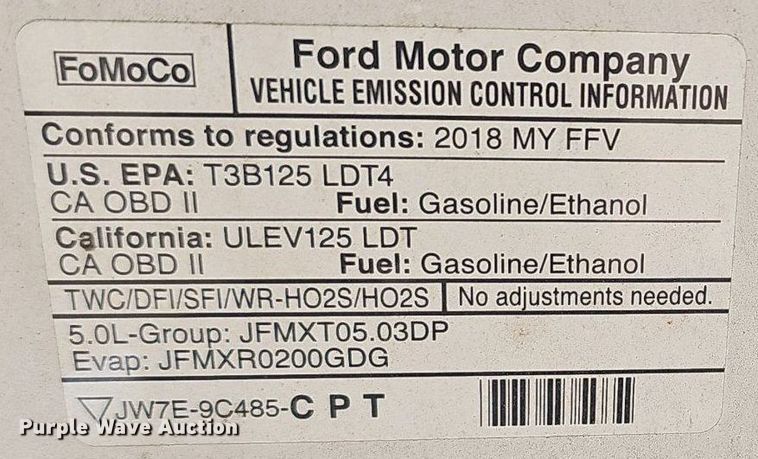 FoMoCo
Ford Motor Company
VEHICLE EMISSION CONTROL INFORMATION
Conforms to regulations: 2018 MY FFV
U.S. EPA: T3B125 LDT4
CA OBD II Fuel: Gasoline/Ethanol
California: ULEV125 LDT
CA OBD II Fuel: Gasoline/Ethanol
TWC/DFI/SFI/WR-HO2S/HO2S No adjustments needed.
5.0L-Group: JFMXT05.03DP
Evap: JFMXR0200GDG
JW7E-9C485-C P T
Purple Wave Auction